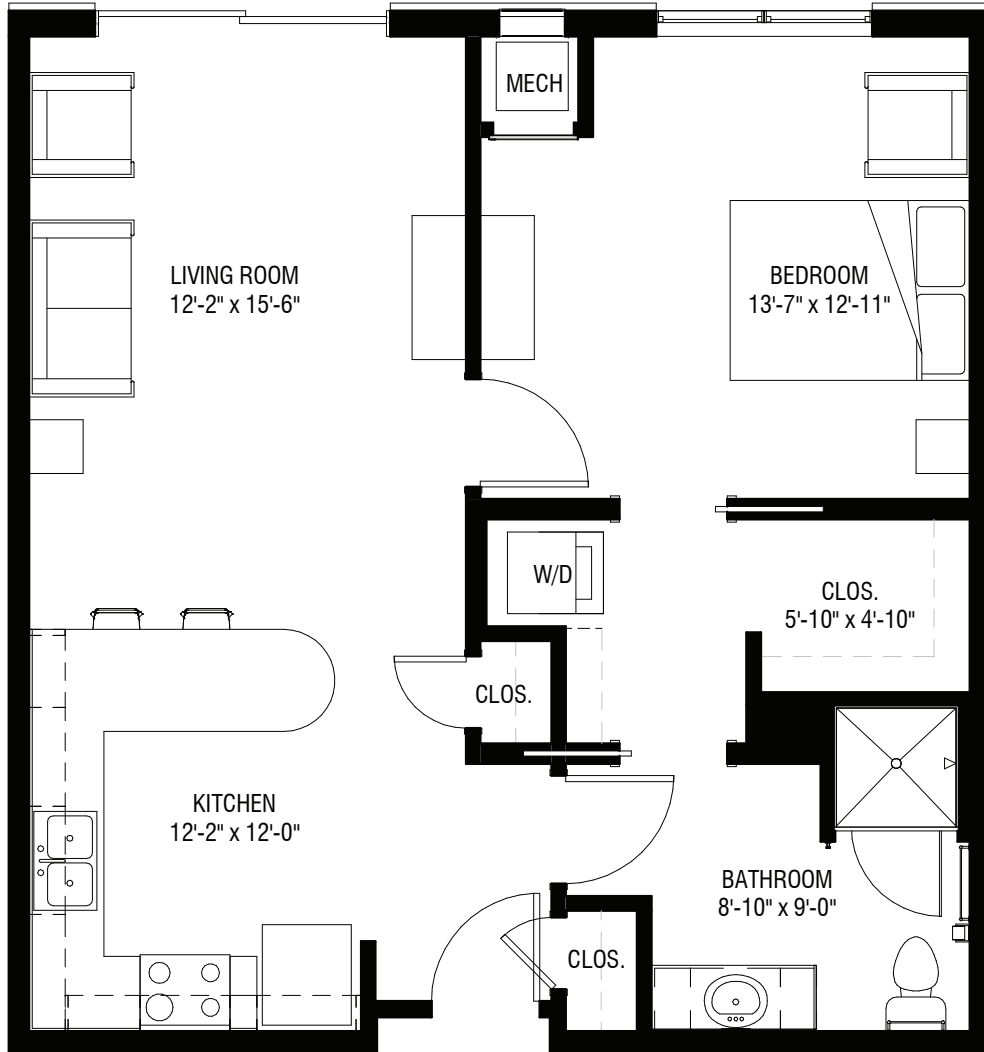 MECH
LIVING ROOM
12'-2" x 15'-6"
BEDROOM
13'-7" x 12'-11"
W/D
CLOS.
5'-10" x 4'-10"
CLOS.
KITCHEN
12'-2" x 12'-0"
BATHROOM
8'-10" x 9'-0"
CLOS.